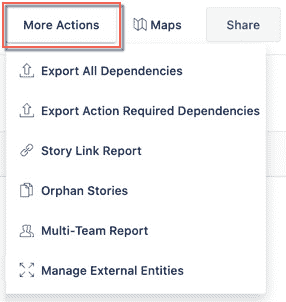 More Actions Maps Share
Export All Dependencies
Export Action Required Dependencies
Story Link Report
Orphan Stories
Multi-Team Report
Manage External Entities